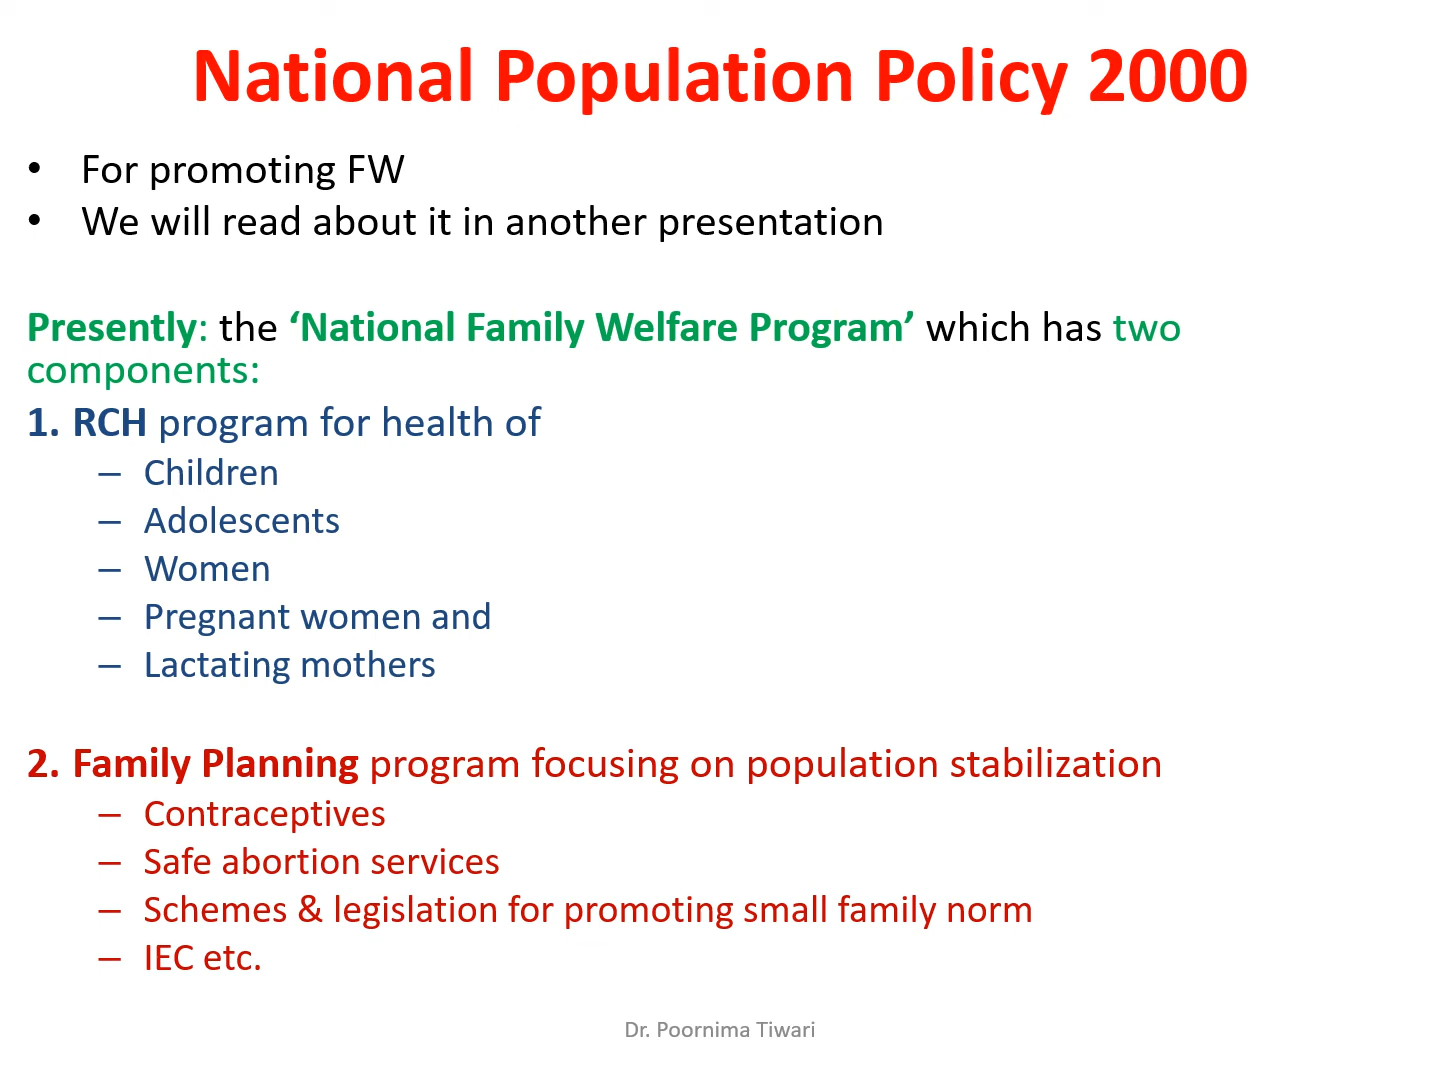 National Population Policy 2000
• For promoting FW
• We will read about it in another presentation
Presently: the ‘National Family Welfare Program’ which has two
components:
1. RCH program for health of
– Children
– Adolescents
– Women
– Pregnant women and
– Lactating mothers
2. Family Planning program focusing on population stabilization
– Contraceptives
– Safe abortion services
– Schemes & legislation for promoting small family norm
– IEC etc.
Dr. Poornima Tiwari